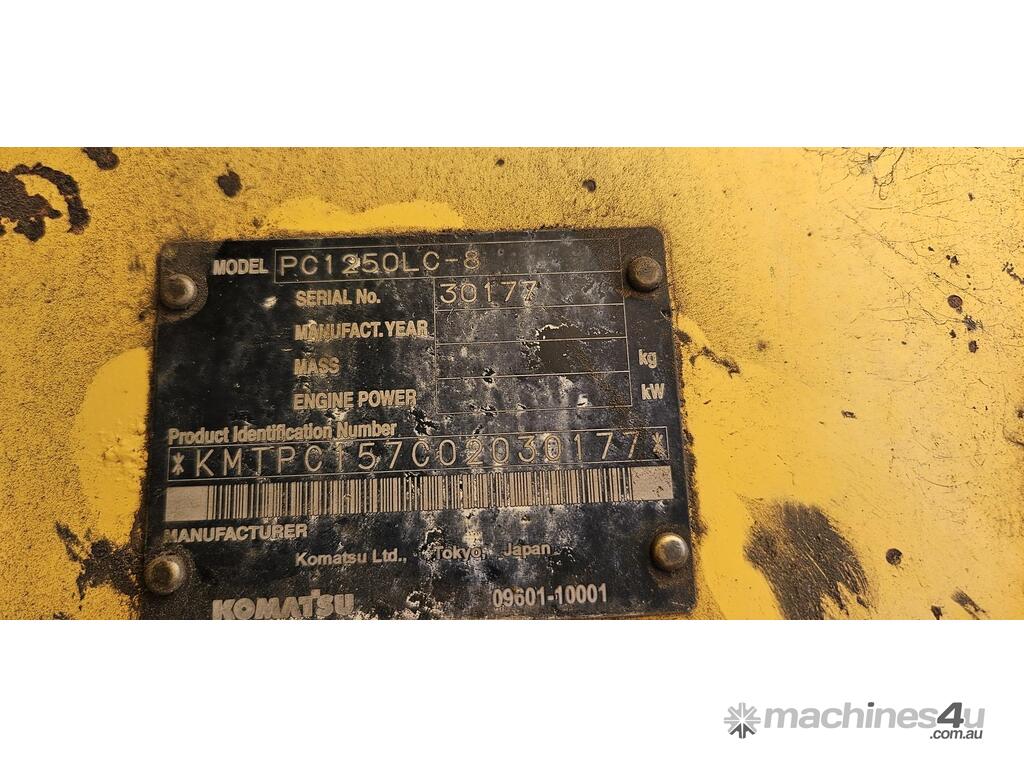 MODEL PC1250LC-8
SERIAL No. 30177
MANUFACT. YEAR
MASS kg
ENGINE POWER kW
Product Identification Number
*KMTPC157C02030177*
MANUFACTURER
Komatsu Ltd., Tokyo, Japan
KOMATSU 09601-10001
machines4u
.com.au